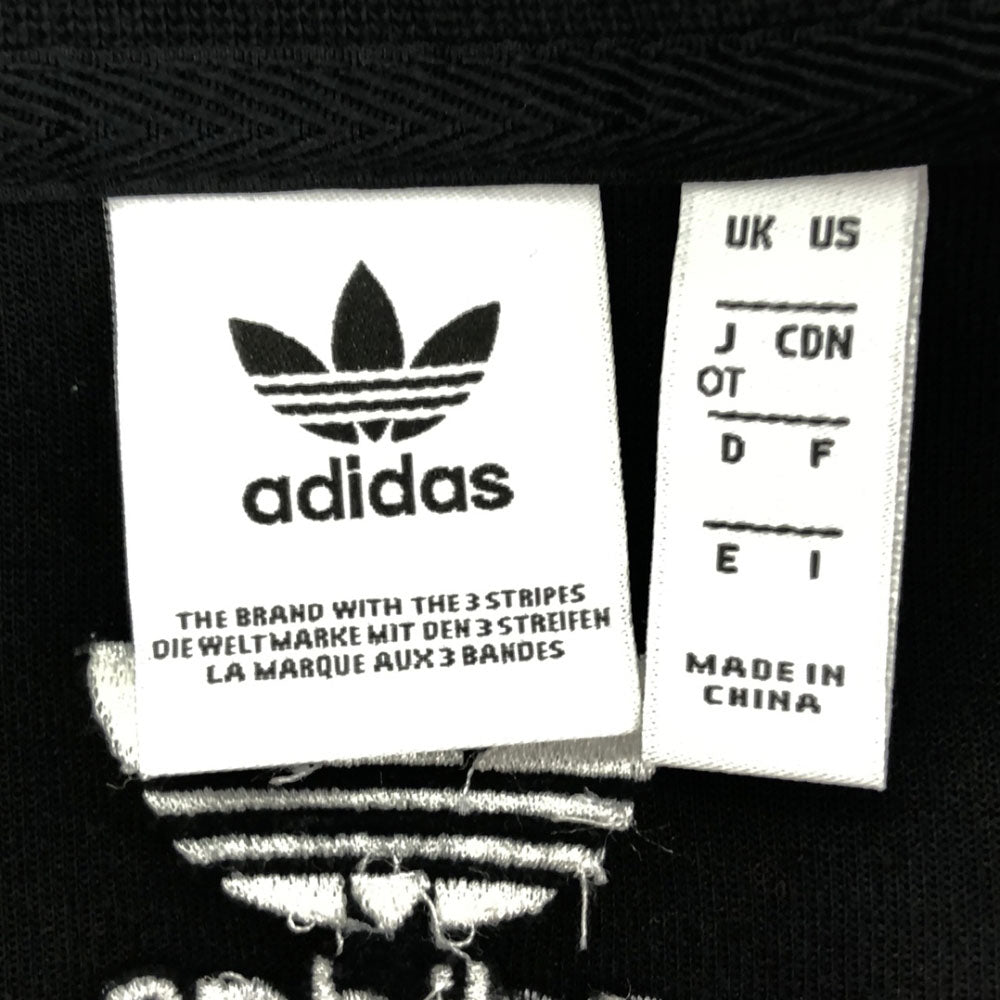 adidas
THE BRAND WITH THE 3 STRIPES
DIE WELTMARKE MIT DEN 3 STREIFEN
LA MARQUE AUX 3 BANDES
UK US
J CDN
OT
D F
E I
MADE IN
CHINA